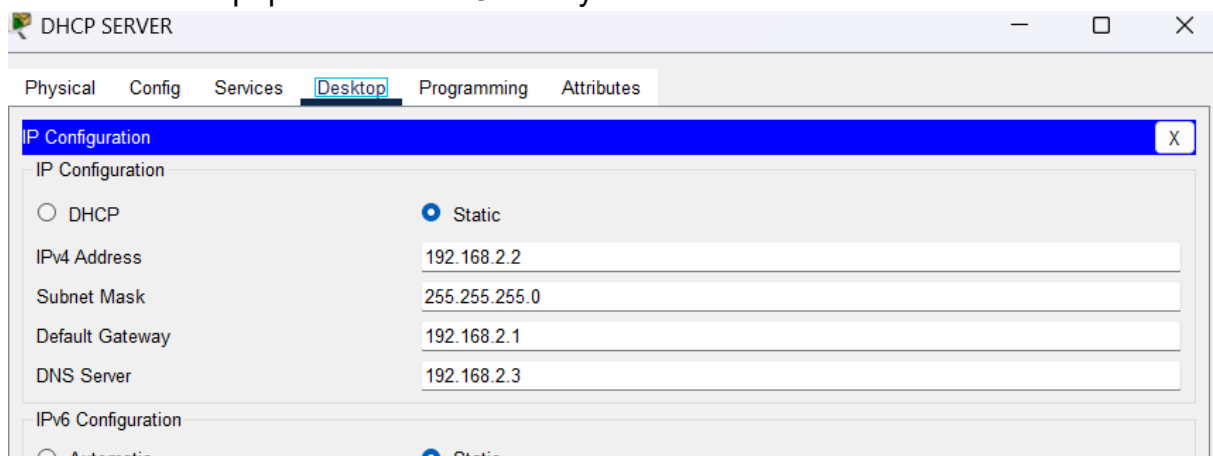 DHCP SERVER
Physical Config Services Desktop Programming Attributes
IP Configuration X
IP Configuration
DHCP Static
IPv4 Address 192.168.2.2
Subnet Mask 255.255.255.0
Default Gateway 192.168.2.1
DNS Server 192.168.2.3
IPv6 Configuration
Automatic Static